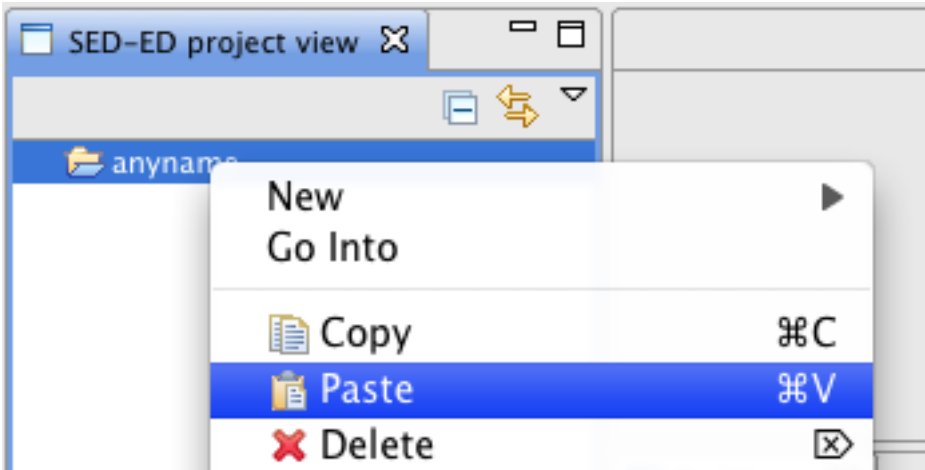 SED-ED project view
anyname
New
Go Into
Copy ⌘C
Paste ⌘V
Delete ⌦